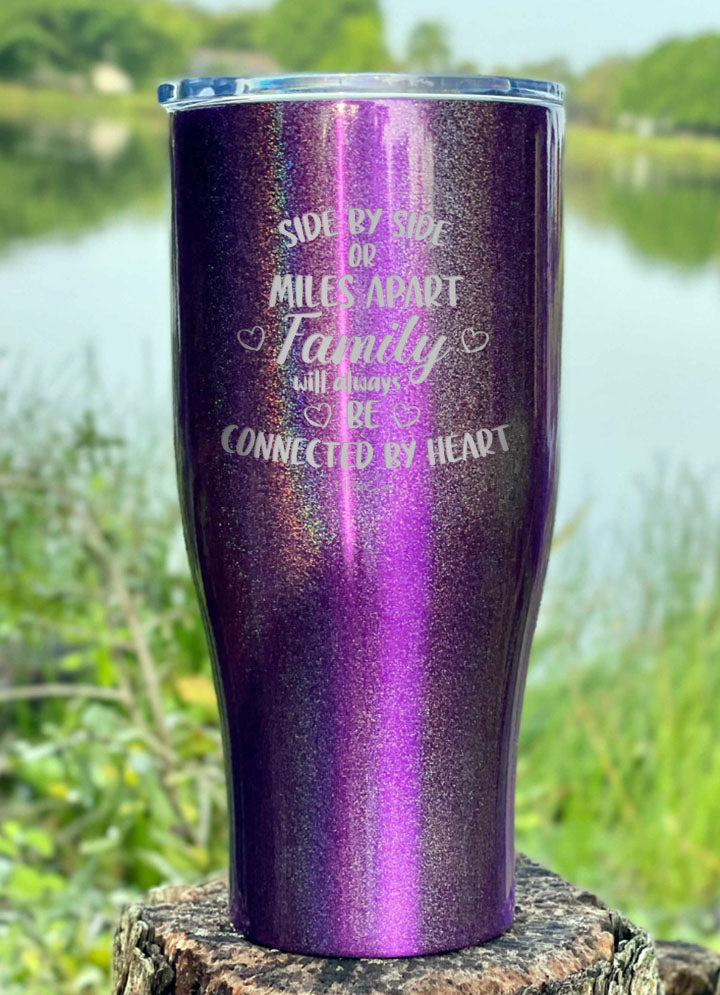 SIDE BY SIDE
OR
MILES APART
Family
will always
BE
CONNECTED BY HEART